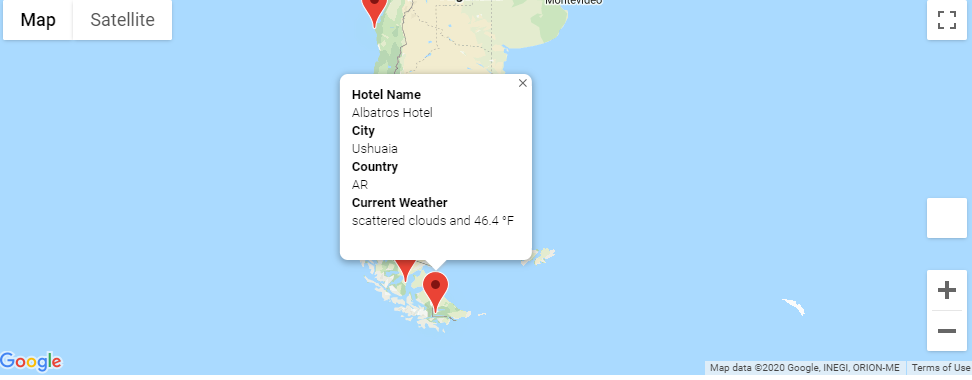 Map Satellite
Montevideo
×
Hotel Name
Albatros Hotel
City
Ushuaia
Country
AR
Current Weather
scattered clouds and 46.4 °F
+
−
Google
Map data ©2020 Google, INEGI, ORION-ME Terms of Use